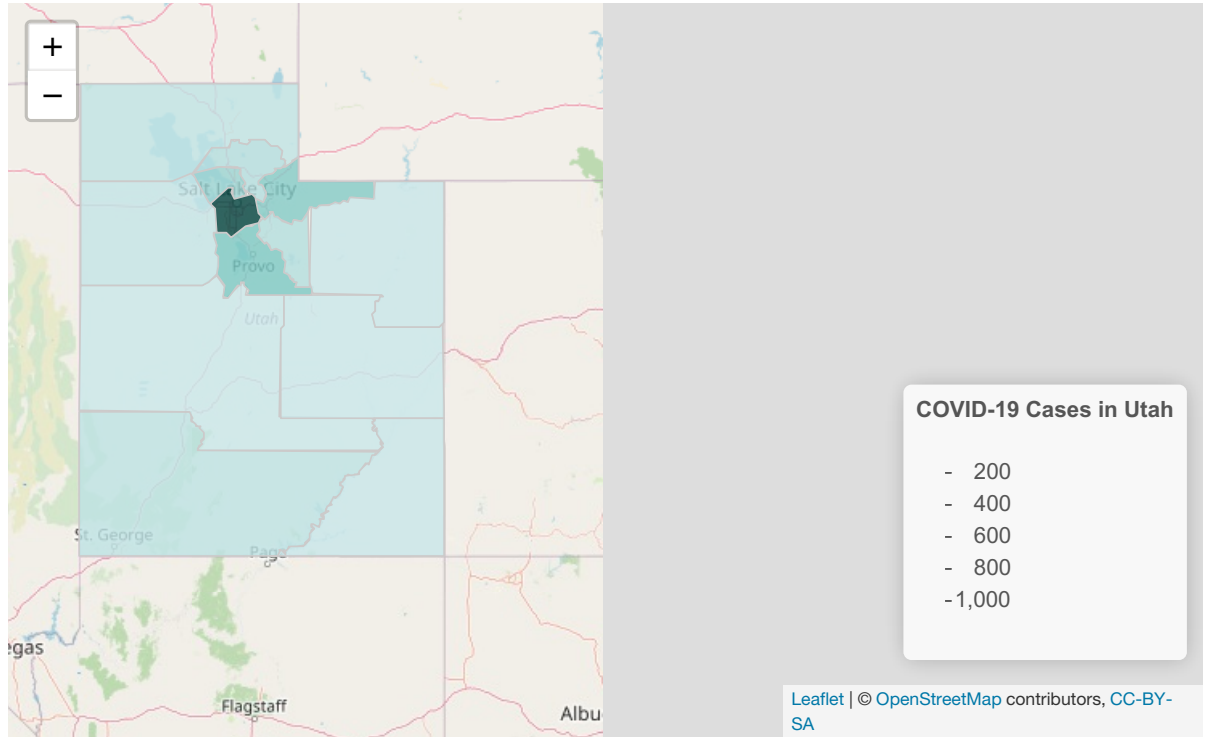 +
−
Salt Lake City
Provo
Utah
St. George
Page
egas
Flagstaff
Albu
COVID-19 Cases in Utah
- 200
- 400
- 600
- 800
-1,000
Leaflet | © OpenStreetMap contributors, CC-BY-
SA